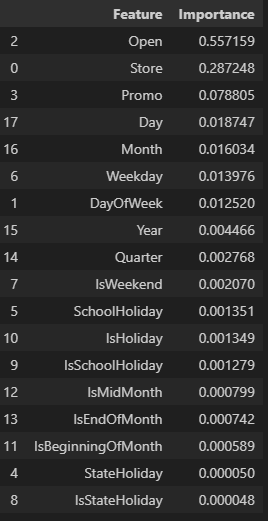 Feature Importance
2 Open 0.557159
0 Store 0.287248
3 Promo 0.078805
17 Day 0.018747
16 Month 0.016034
6 Weekday 0.013976
1 DayOfWeek 0.012520
15 Year 0.004466
14 Quarter 0.002768
7 IsWeekend 0.002070
5 SchoolHoliday 0.001351
10 IsHoliday 0.001349
9 IsSchoolHoliday 0.001279
12 IsMidMonth 0.000799
13 IsEndOfMonth 0.000742
11 IsBeginningOfMonth 0.000589
4 StateHoliday 0.000050
8 IsStateHoliday 0.000048